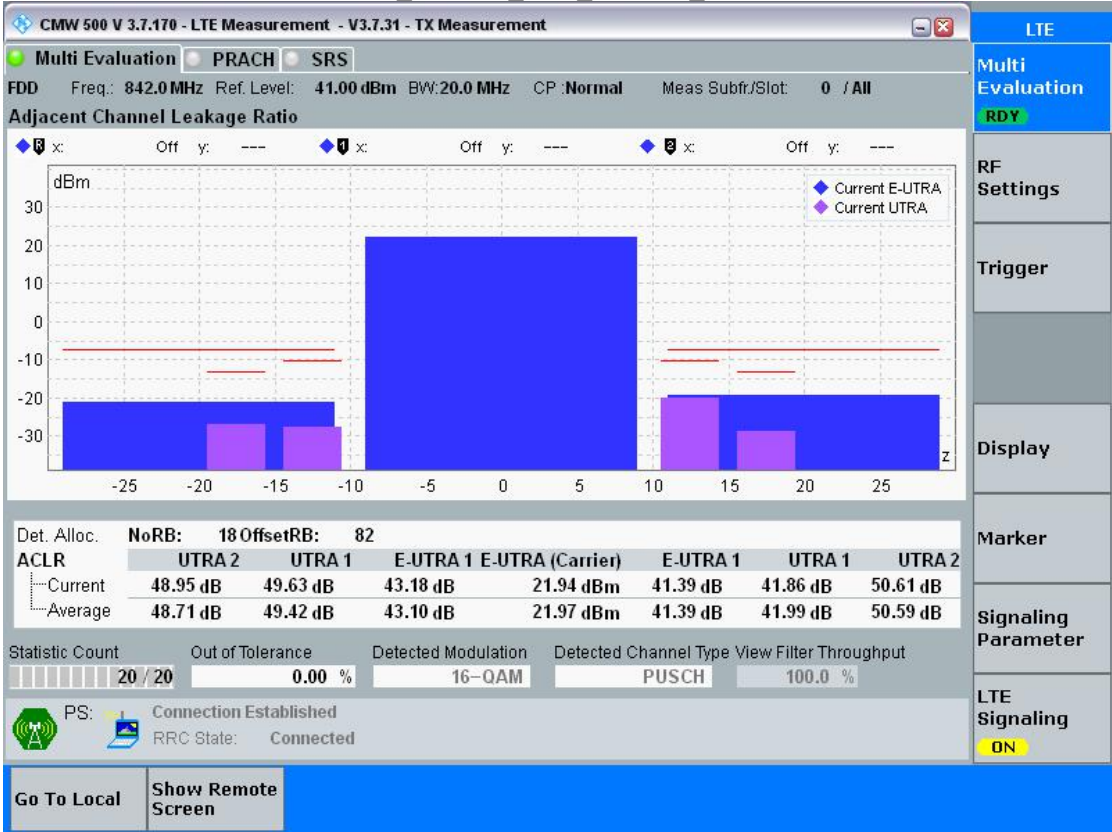 CMW 500 V 3.7.170 - LTE Measurement - V3.7.31 - TX Measurement
LTE
Multi Evaluation PRACH SRS
Multi
Evaluation
RDY
FDD Freq.: 842.0 MHz Ref. Level: 41.00 dBm BW:20.0 MHz CP :Normal Meas Subfr./Slot: 0 / All
Adjacent Channel Leakage Ratio
R x: Off y: --- 1 x: Off y: --- 2 x: Off y: ---
dBm
Current E-UTRA
Current UTRA
30
20
10
0
-10
-20
-30
z
-25 -20 -15 -10 -5 0 5 10 15 20 25
RF
Settings
Trigger
Display
Marker
Signaling
Parameter
LTE
Signaling
ON
Det. Alloc. NoRB: 18 OffsetRB: 82
ACLR UTRA 2 UTRA 1 E-UTRA 1 E-UTRA (Carrier) E-UTRA 1 UTRA 1 UTRA 2
Current 48.95 dB 49.63 dB 43.18 dB 21.94 dBm 41.39 dB 41.86 dB 50.61 dB
Average 48.71 dB 49.42 dB 43.10 dB 21.97 dBm 41.39 dB 41.99 dB 50.59 dB
Statistic Count Out of Tolerance Detected Modulation Detected Channel Type View Filter Throughput
20 / 20 0.00 % 16-QAM PUSCH 100.0 %
PS: Connection Established
RRC State: Connected
Go To Local
Show Remote
Screen